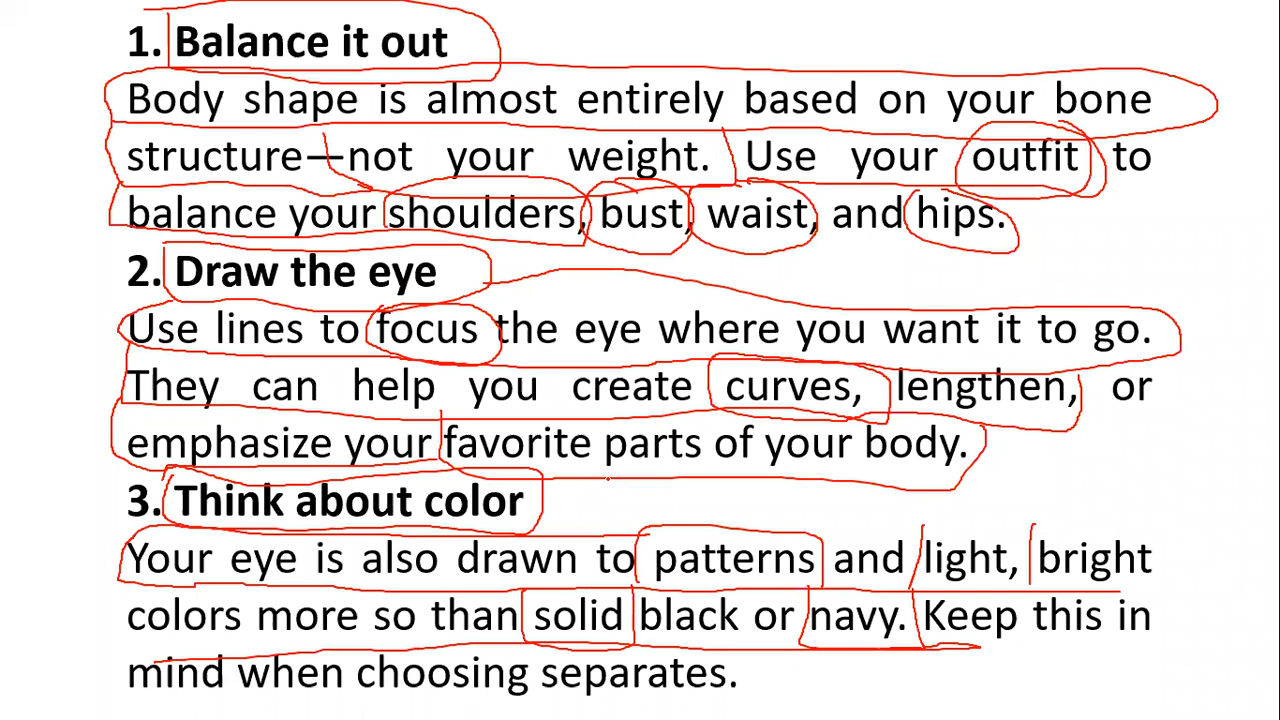 1. Balance it out
Body shape is almost entirely based on your bone
structure—not your weight. Use your outfit to
balance your shoulders, bust, waist, and hips.
2. Draw the eye
Use lines to focus the eye where you want it to go.
They can help you create curves, lengthen, or
emphasize your favorite parts of your body.
3. Think about color
Your eye is also drawn to patterns and light, bright
colors more so than solid black or navy. Keep this in
mind when choosing separates.